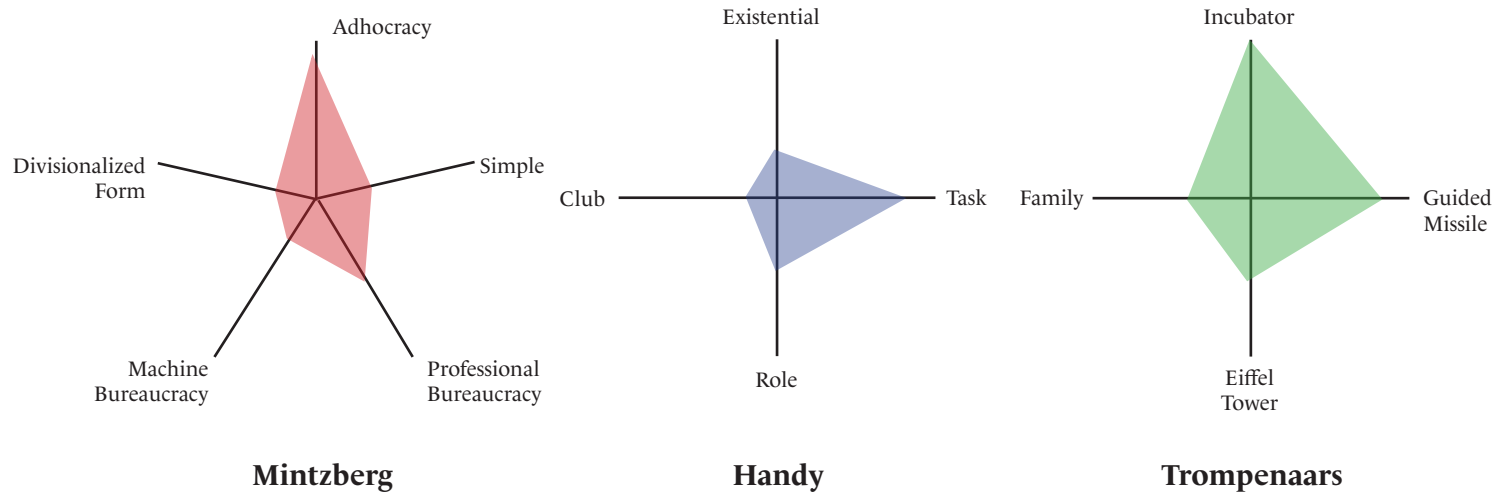 Adhocracy
Simple
Professional
Bureaucracy
Machine
Bureaucracy
Divisionalized
Form
Mintzberg
Existential
Task
Role
Club
Handy
Incubator
Guided
Missile
Eiffel
Tower
Family
Trompenaars